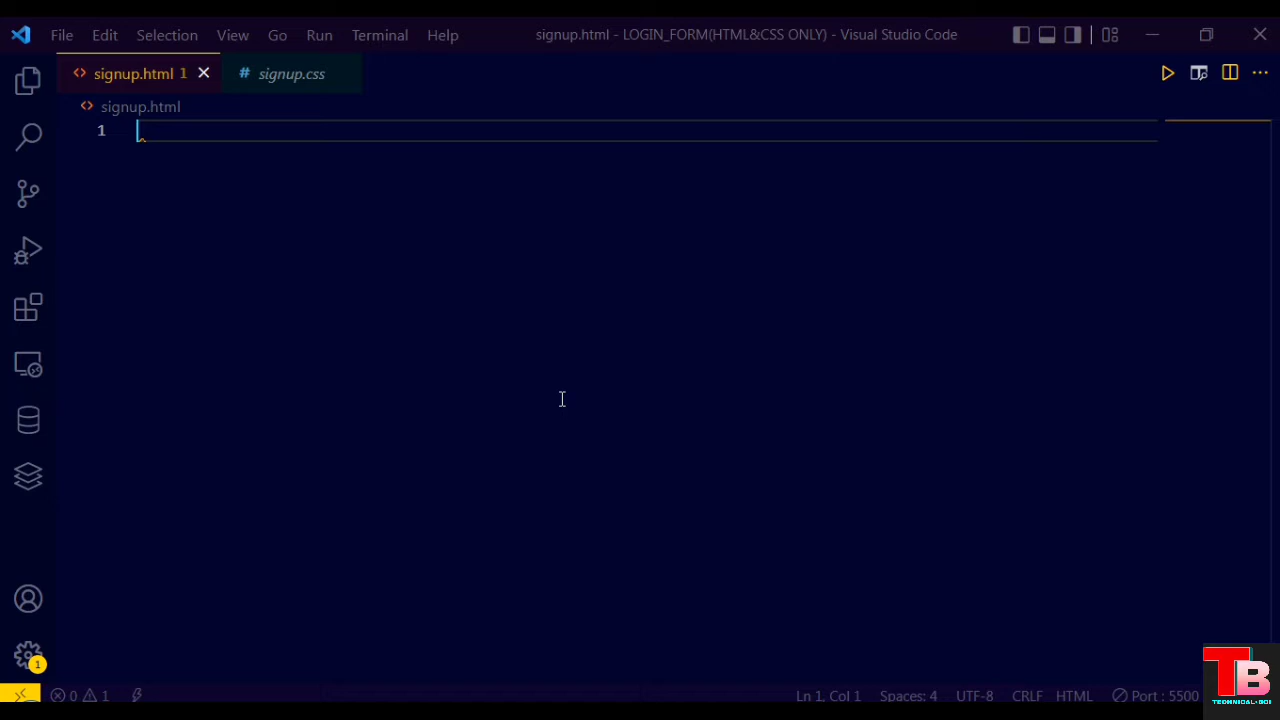 File Edit Selection View Go Run Terminal Help signup.html - LOGIN_FORM(HTML&CSS ONLY) - Visual Studio Code
<> signup.html 1 # signup.css
<> signup.html
1
1
0 1 Ln 1, Col 1 Spaces: 4 UTF-8 CRLF HTML Port : 5500
TB